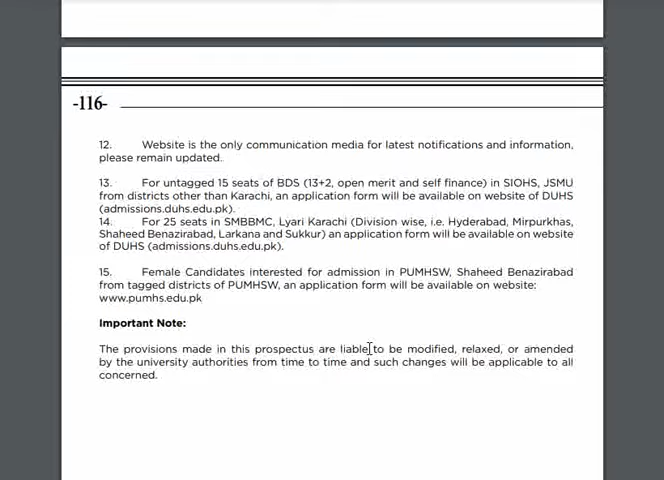 -116-
12. Website is the only communication media for latest notifications and information,
please remain updated.
13. For untagged 15 seats of BDS (13+2, open merit and self finance) in SIOHS, JSMU
from districts other than Karachi, an application form will be available on website of DUHS
(admissions.duhs.edu.pk).
14. For 25 seats in SMBBMC, Lyari Karachi (Division wise, i.e. Hyderabad, Mirpurkhas,
Shaheed Benazirabad, Larkana and Sukkur) an application form will be available on website
of DUHS (admissions.duhs.edu.pk).
15. Female Candidates interested for admission in PUMHSW, Shaheed Benazirabad
from tagged districts of PUMHSW, an application form will be available on website:
www.pumhs.edu.pk
Important Note:
The provisions made in this prospectus are liable to be modified, relaxed, or amended
by the university authorities from time to time and such changes will be applicable to all
concerned.